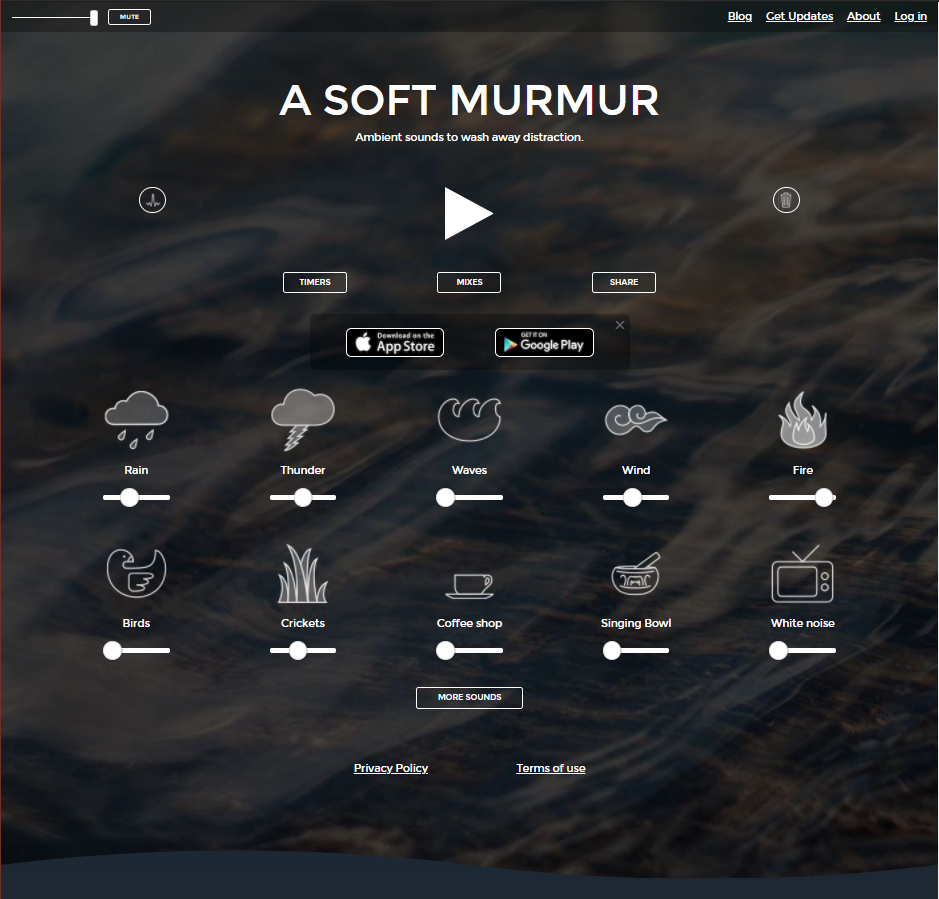 MUTE
Blog Get Updates About Log in
A SOFT MURMUR
Ambient sounds to wash away distraction.
TIMERS MIXES SHARE
Download on the
App Store
GET IT ON
Google Play
Rain Thunder Waves Wind Fire
Birds Crickets Coffee shop Singing Bowl White noise
MORE SOUNDS
Privacy Policy Terms of use